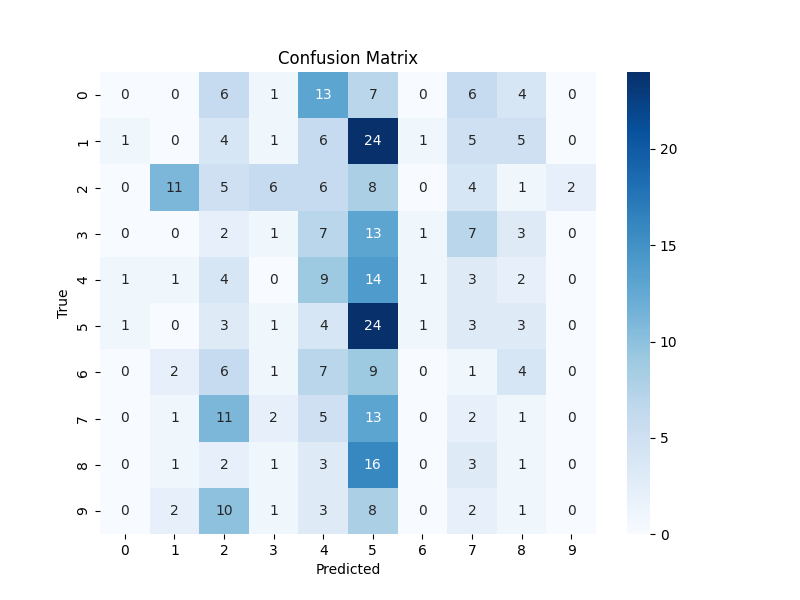 Confusion Matrix
0 0 0 6 1 13 7 0 6 4 0
1 1 0 4 1 6 24 1 5 5 0
2 0 11 5 6 6 8 0 4 1 2
3 0 0 2 1 7 13 1 7 3 0
4 1 1 4 0 9 14 1 3 2 0
5 1 0 3 1 4 24 1 3 3 0
6 0 2 6 1 7 9 0 1 4 0
7 0 1 11 2 5 13 0 2 1 0
8 0 1 2 1 3 16 0 3 1 0
9 0 2 10 1 3 8 0 2 1 0
0 1 2 3 4 5 6 7 8 9
Predicted
True
20
15
10
5
0